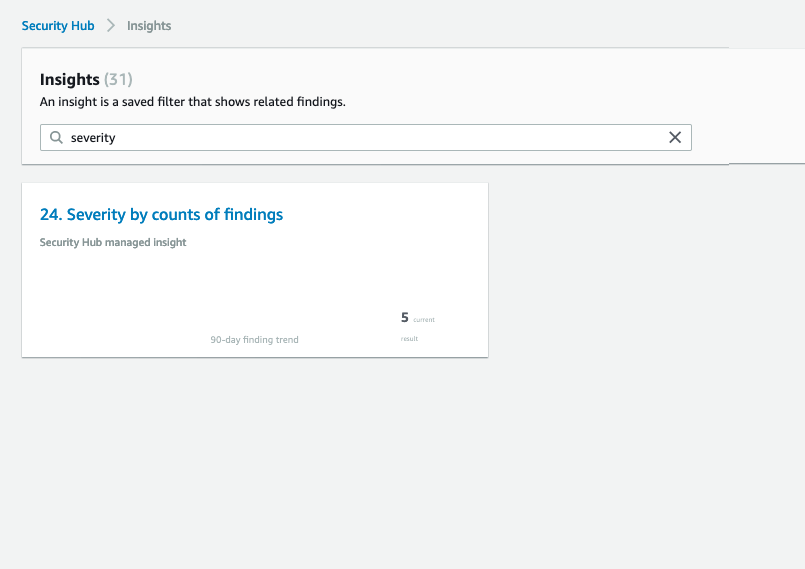 Security Hub > Insights
Insights (31)
An insight is a saved filter that shows related findings.
severity
24. Severity by counts of findings
Security Hub managed insight
5 current
result
90-day finding trend